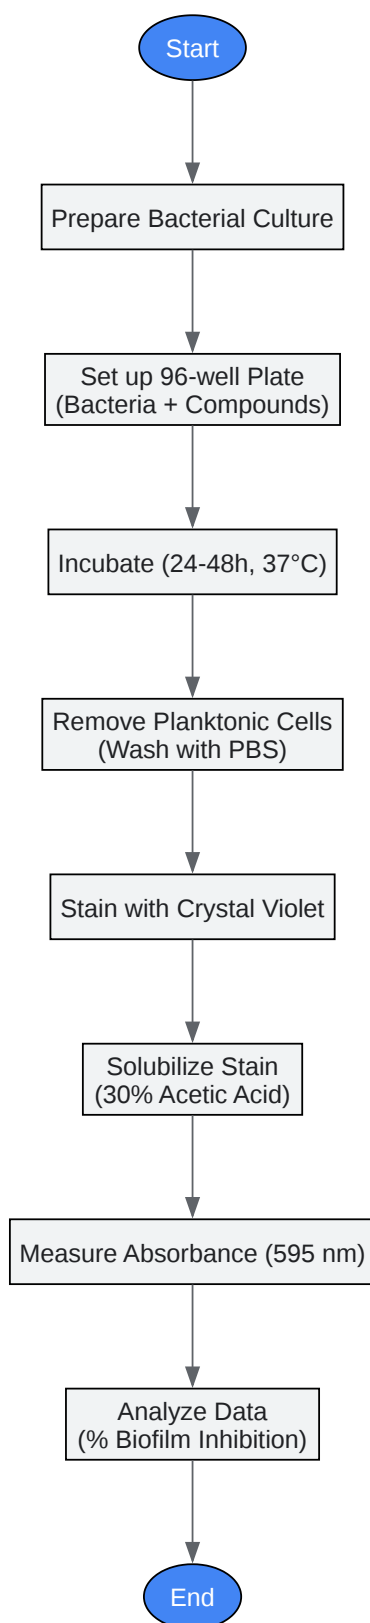 Start
Prepare Bacterial Culture
Set up 96-well Plate
(Bacteria + Compounds)
Incubate (24-48h, 37°C)
Remove Planktonic Cells
(Wash with PBS)
Stain with Crystal Violet
Solubilize Stain
(30% Acetic Acid)
Measure Absorbance (595 nm)
Analyze Data
(% Biofilm Inhibition)
End